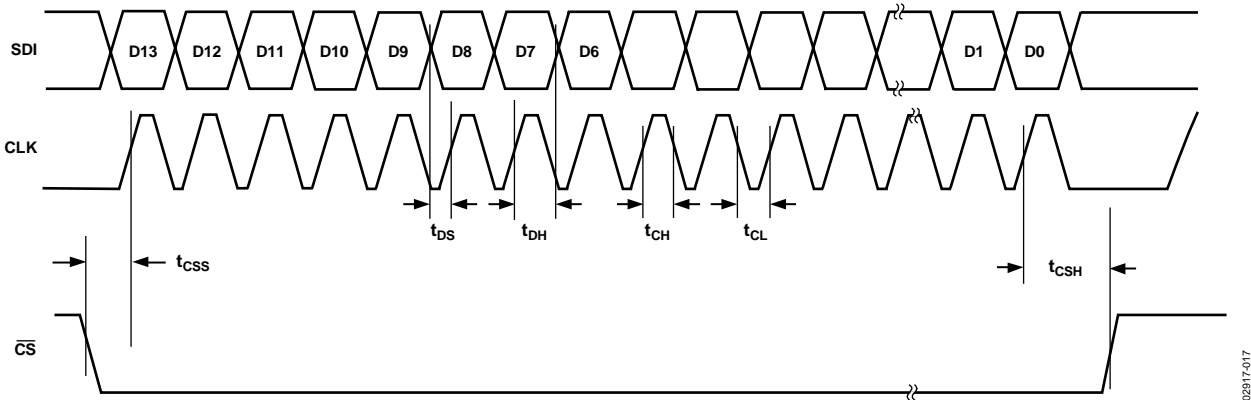 SDI D13 D12 D11 D10 D9 D8 D7 D6 D1 D0
CLK
tDS tDH tCH tCL
tCSS tCSH
CS
02917-017